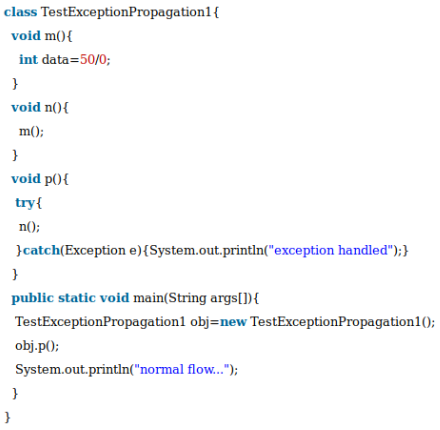 class TestExceptionPropagation1{
void m(){
int data=50/0;
}
void n(){
m();
}
void p(){
try{
n();
}catch(Exception e){System.out.println("exception handled");}
}
public static void main(String args[]){
TestExceptionPropagation1 obj=new TestExceptionPropagation1();
obj.p();
System.out.println("normal flow...");
}
}